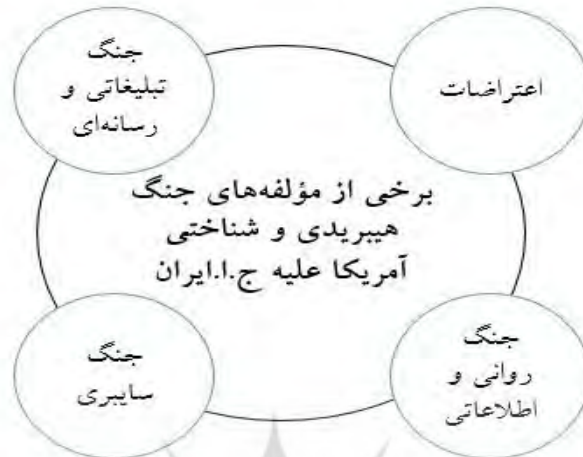 اعتراضات
جنگ
تبلیغاتی و
رسانه‌ای
برخی از مؤلفه‌های جنگ
هیبریدی و شناختی
آمریکا علیه ج.ا.ایران
جنگ
روانی و
اطلاعاتی
جنگ
سایبری